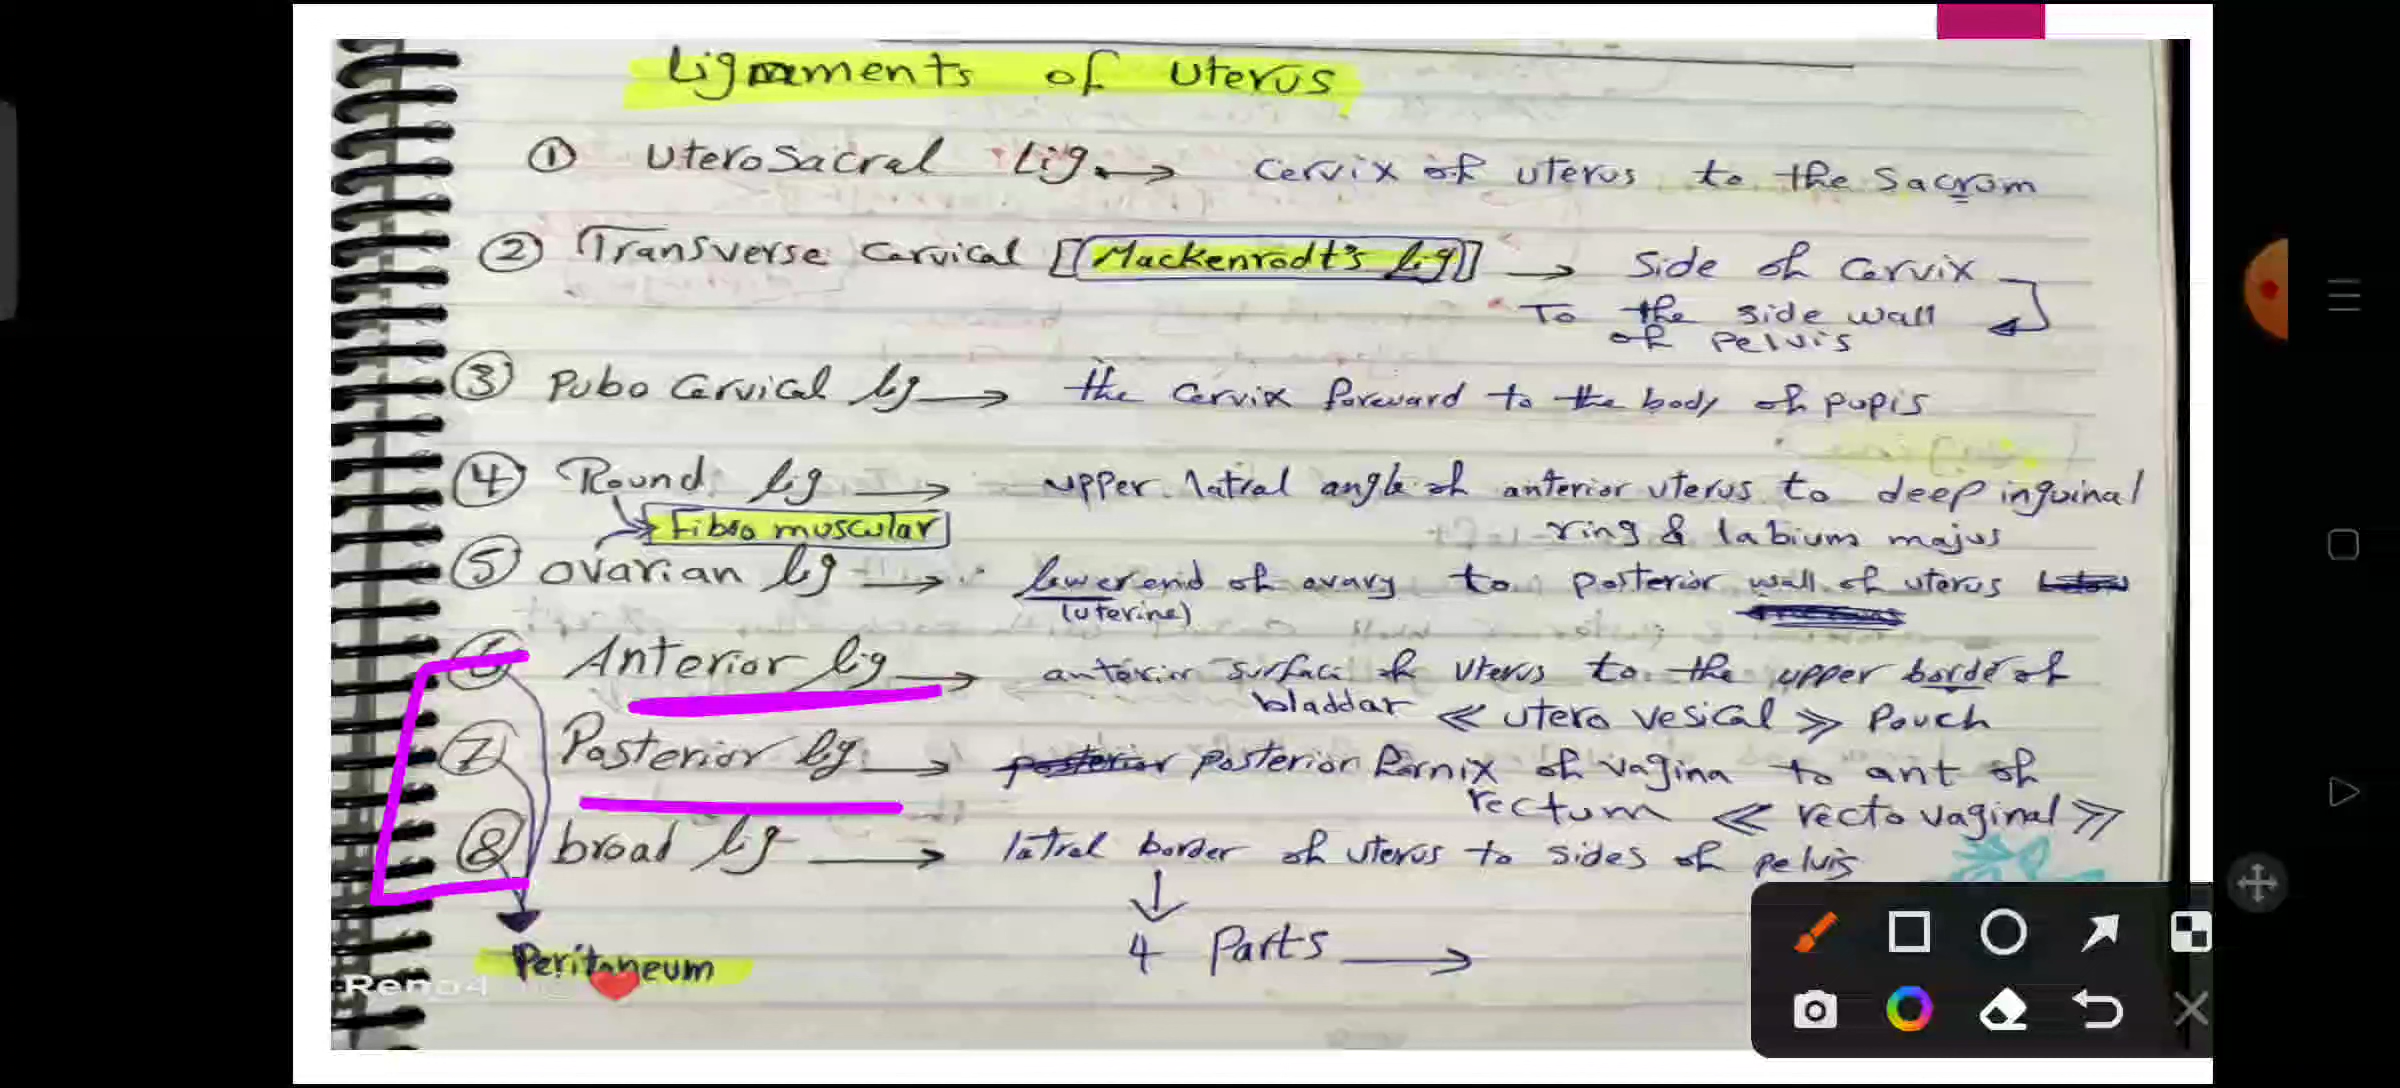 Ligmments of uterus
① Uterosacral Lig. → Cervix of uterus to the Sacrum
② Transverse Cervical [(Mackenrodt's lig)] → Side of Cervix
To the side wall
of pelvis
③ Pubo Cervical lig → the Cervix forward to the body of pupis
④ Round lig → upper latral angle of anterior uterus to deep inguinal
ring & labium majus
Fibro muscular
⑤ ovarian lig → lower end of ovary to posterior wall of uterus
(uterine)
⑥ Anterior lig → anterior surface of uterus to the upper border of
bladdar << utero vesical >> Pouch
⑦ Posterior lig → posterior posterior fornix of vagina to ant of
rectum << recto vaginal >>
⑧ broad lig → latral border of uterus to sides of pelvis
4 Parts →
Peritoneum
Reno4